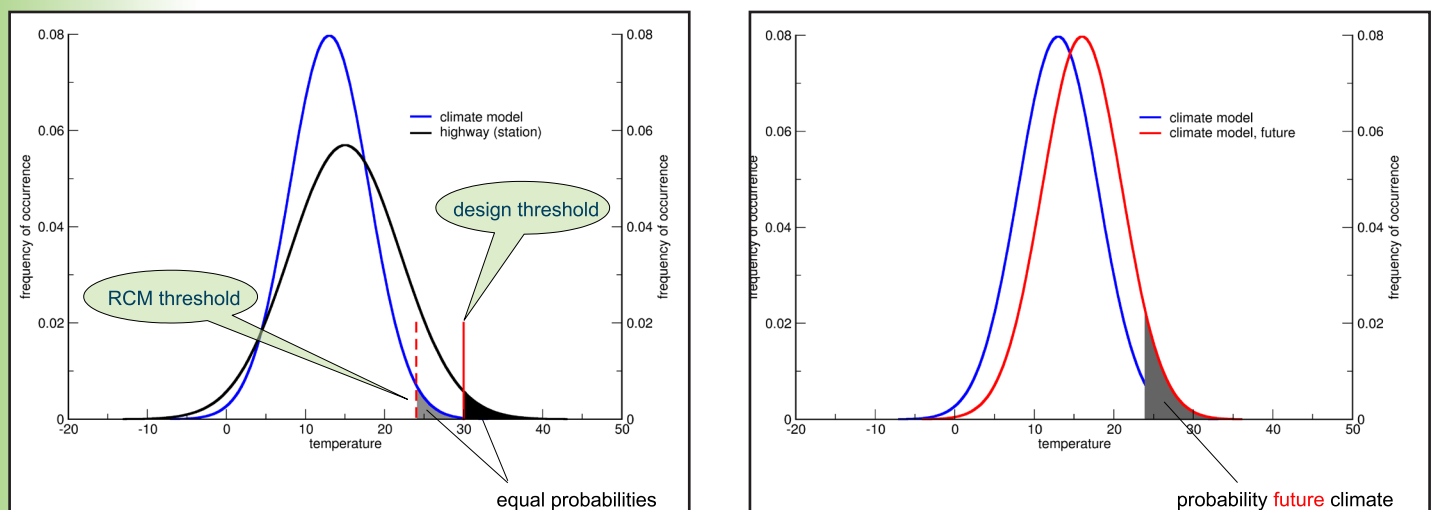 0.08
0.06
0.04
0.02
0
frequency of occurrence
-20
0
10
20
40
50
temperature
0.08
0.06
0.04
0.02
0
frequency of occurrence
climate model
highway (station)
design threshold
RCM threshold
30
equal probabilities
0.08
0.06
0.04
0.02
0
frequency of occurrence
-20
-10
0
10
20
30
40
50
temperature
0.08
0.06
0.04
0.02
0
frequency of occurrence
climate model
climate model, future
probability future climate